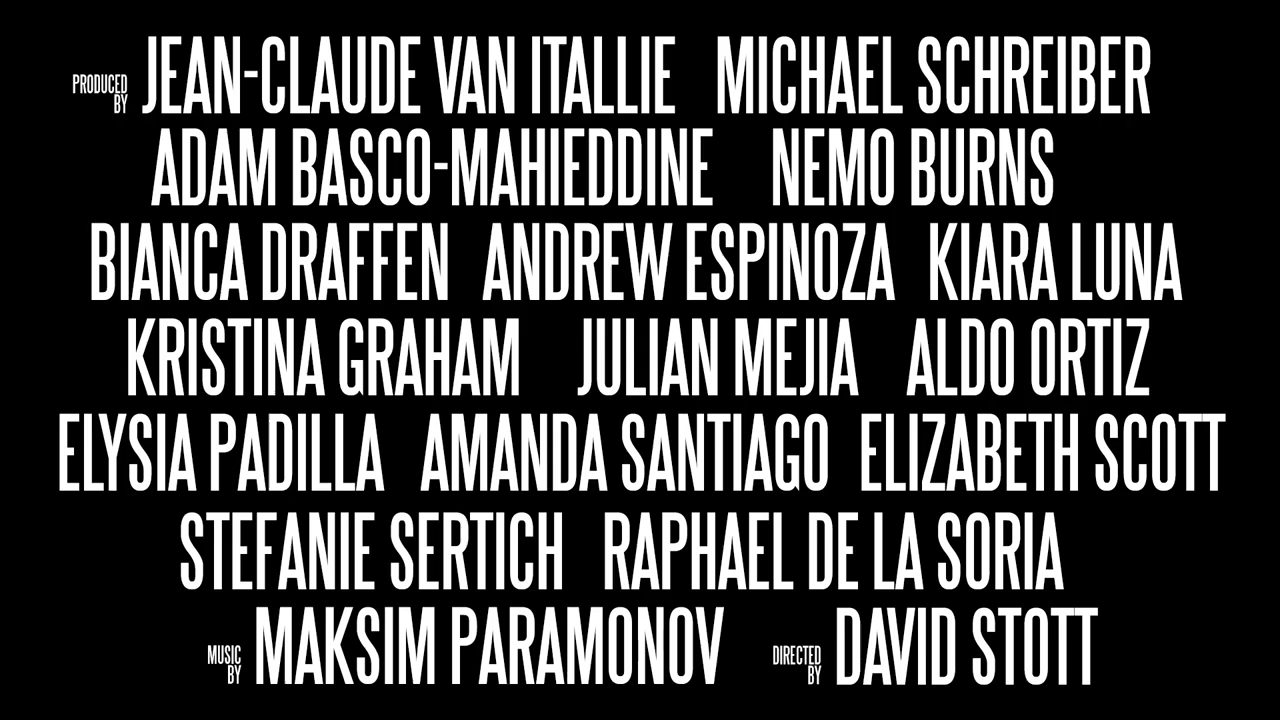 PRODUCED BY JEAN-CLAUDE VAN ITALLIE MICHAEL SCHREIBER
ADAM BASCO-MAHIEDDINE NEMO BURNS
BIANCA DRAFFEN ANDREW ESPINOZA KIARA LUNA
KRISTINA GRAHAM JULIAN MEJIA ALDO ORTIZ
ELYSIA PADILLA AMANDA SANTIAGO ELIZABETH SCOTT
STEFANIE SERTICH RAPHAEL DE LA SORIA
MUSIC BY MAKSIM PARAMONOV DIRECTED BY DAVID STOTT